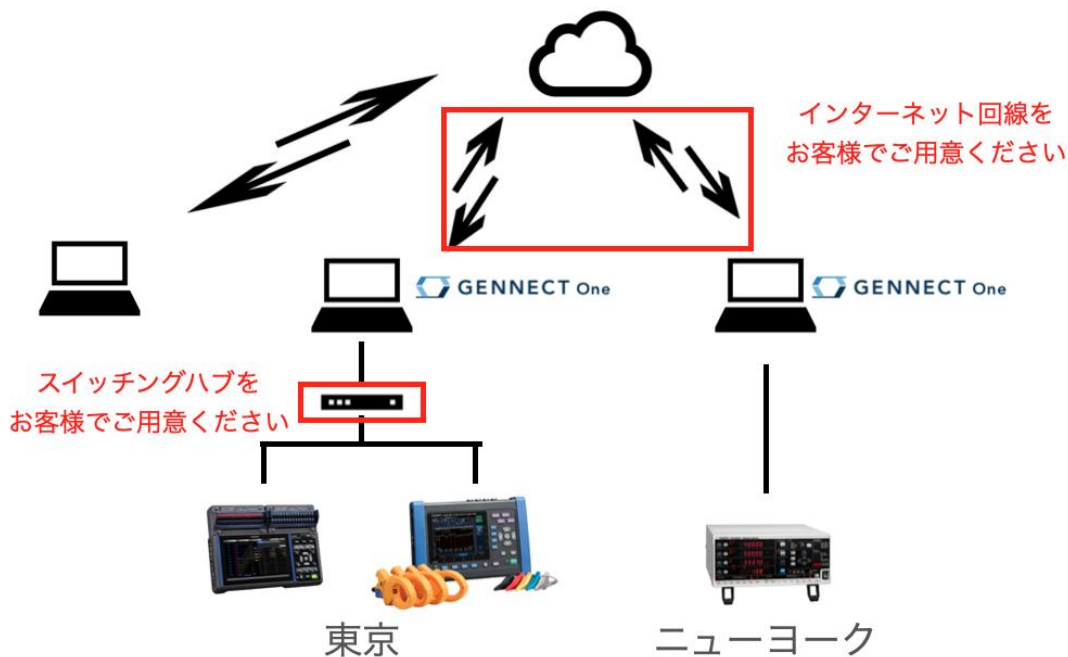 インターネット回線を
お客様でご用意ください
GENNECT One
GENNECT One
スイッチングハブを
お客様でご用意ください
東京
ニューヨーク